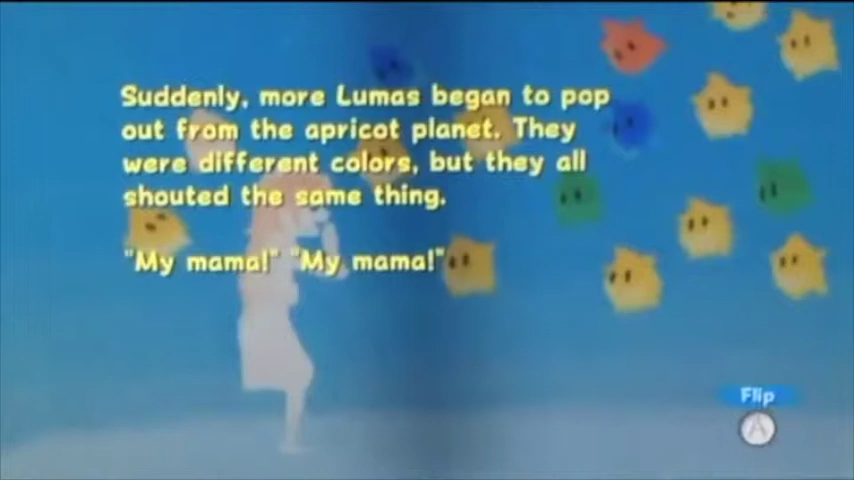 Suddenly, more Lumas began to pop
out from the apricot planet. They
were different colors, but they all
shouted the same thing.
"My mama!" "My mama!"
Flip
A